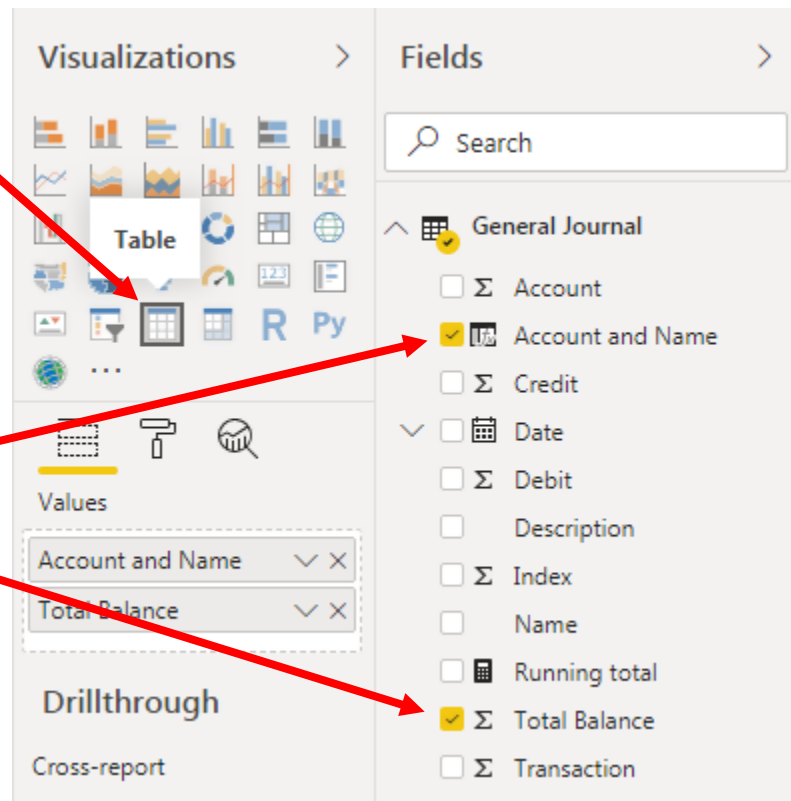 Visualizations
Table
123
R
Py
...
Values
Account and Name
Total Balance
Drillthrough
Cross-report
Fields
Search
General Journal
Σ Account
Account and Name
Σ Credit
Date
Σ Debit
Description
Σ Index
Name
Running total
Σ Total Balance
Σ Transaction